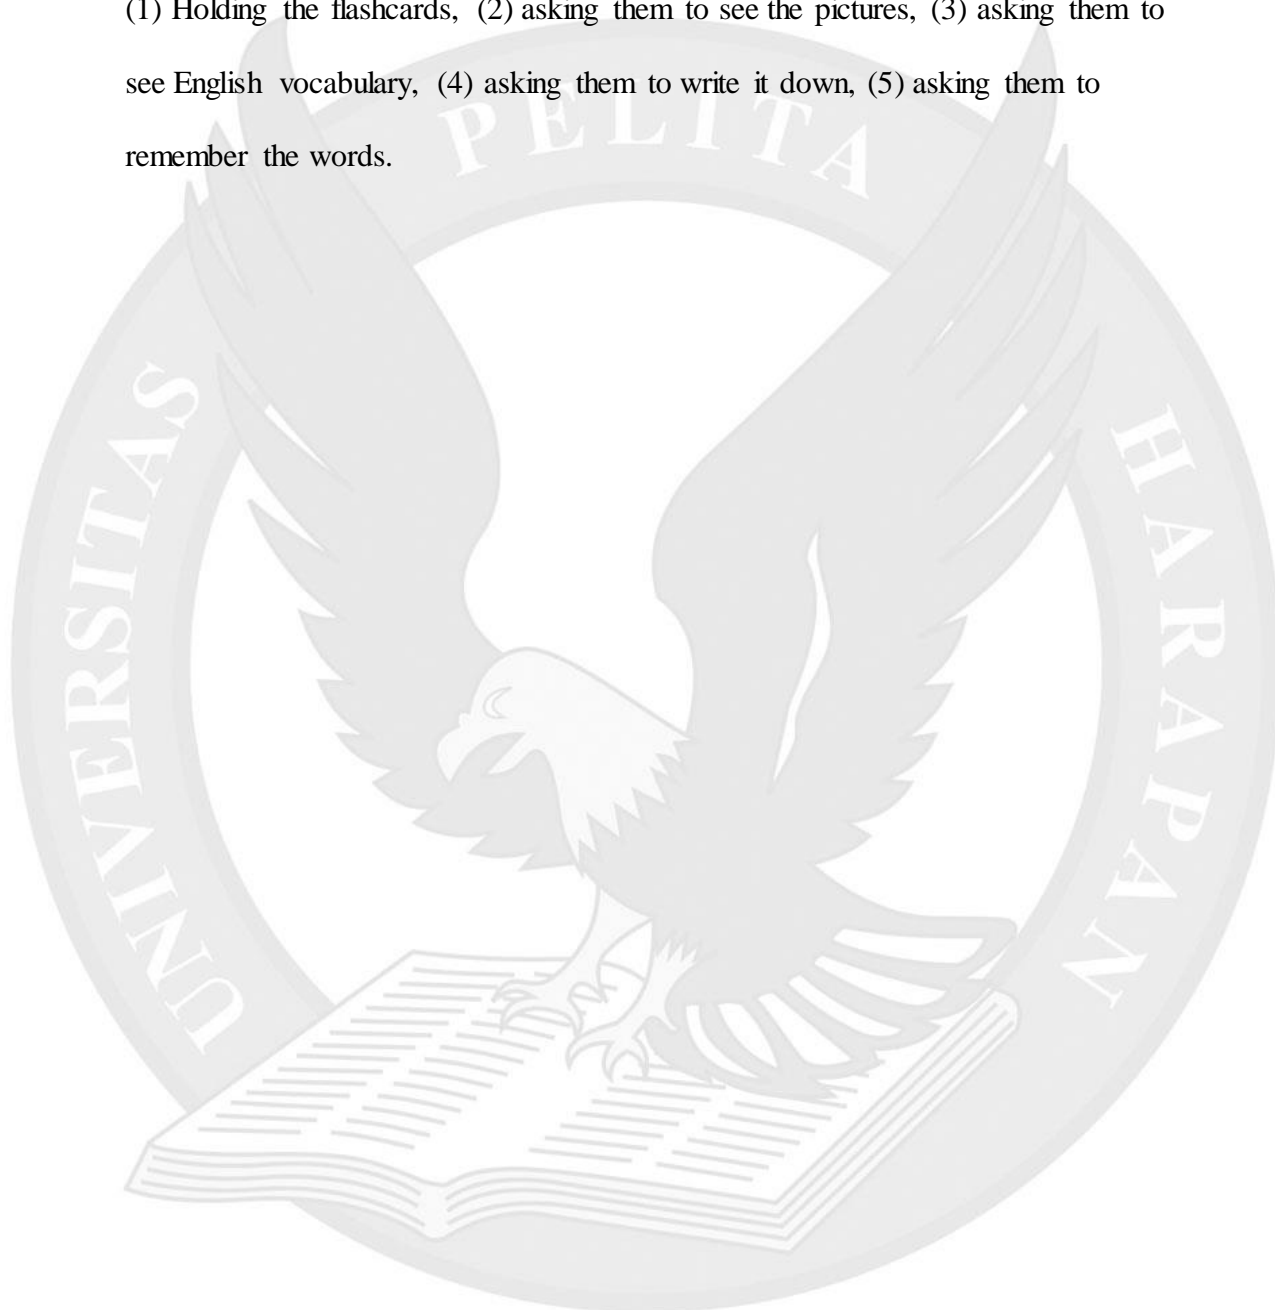 (1) Holding the flashcards, (2) asking them to see the pictures, (3) asking them to
see English vocabulary, (4) asking them to write it down, (5) asking them to
remember the words.
UNIVERSITAS PELITA HARAPAN